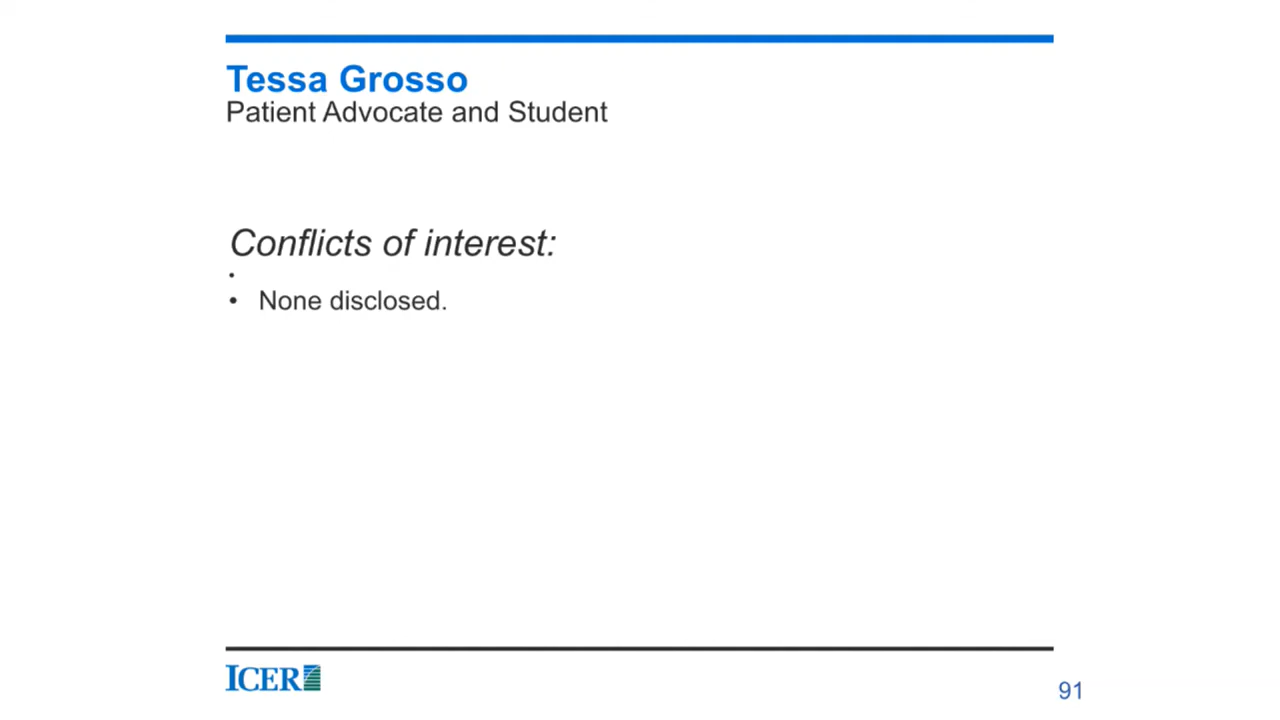 Tessa Grosso
Patient Advocate and Student
Conflicts of interest:
•
• None disclosed.
ICER
91